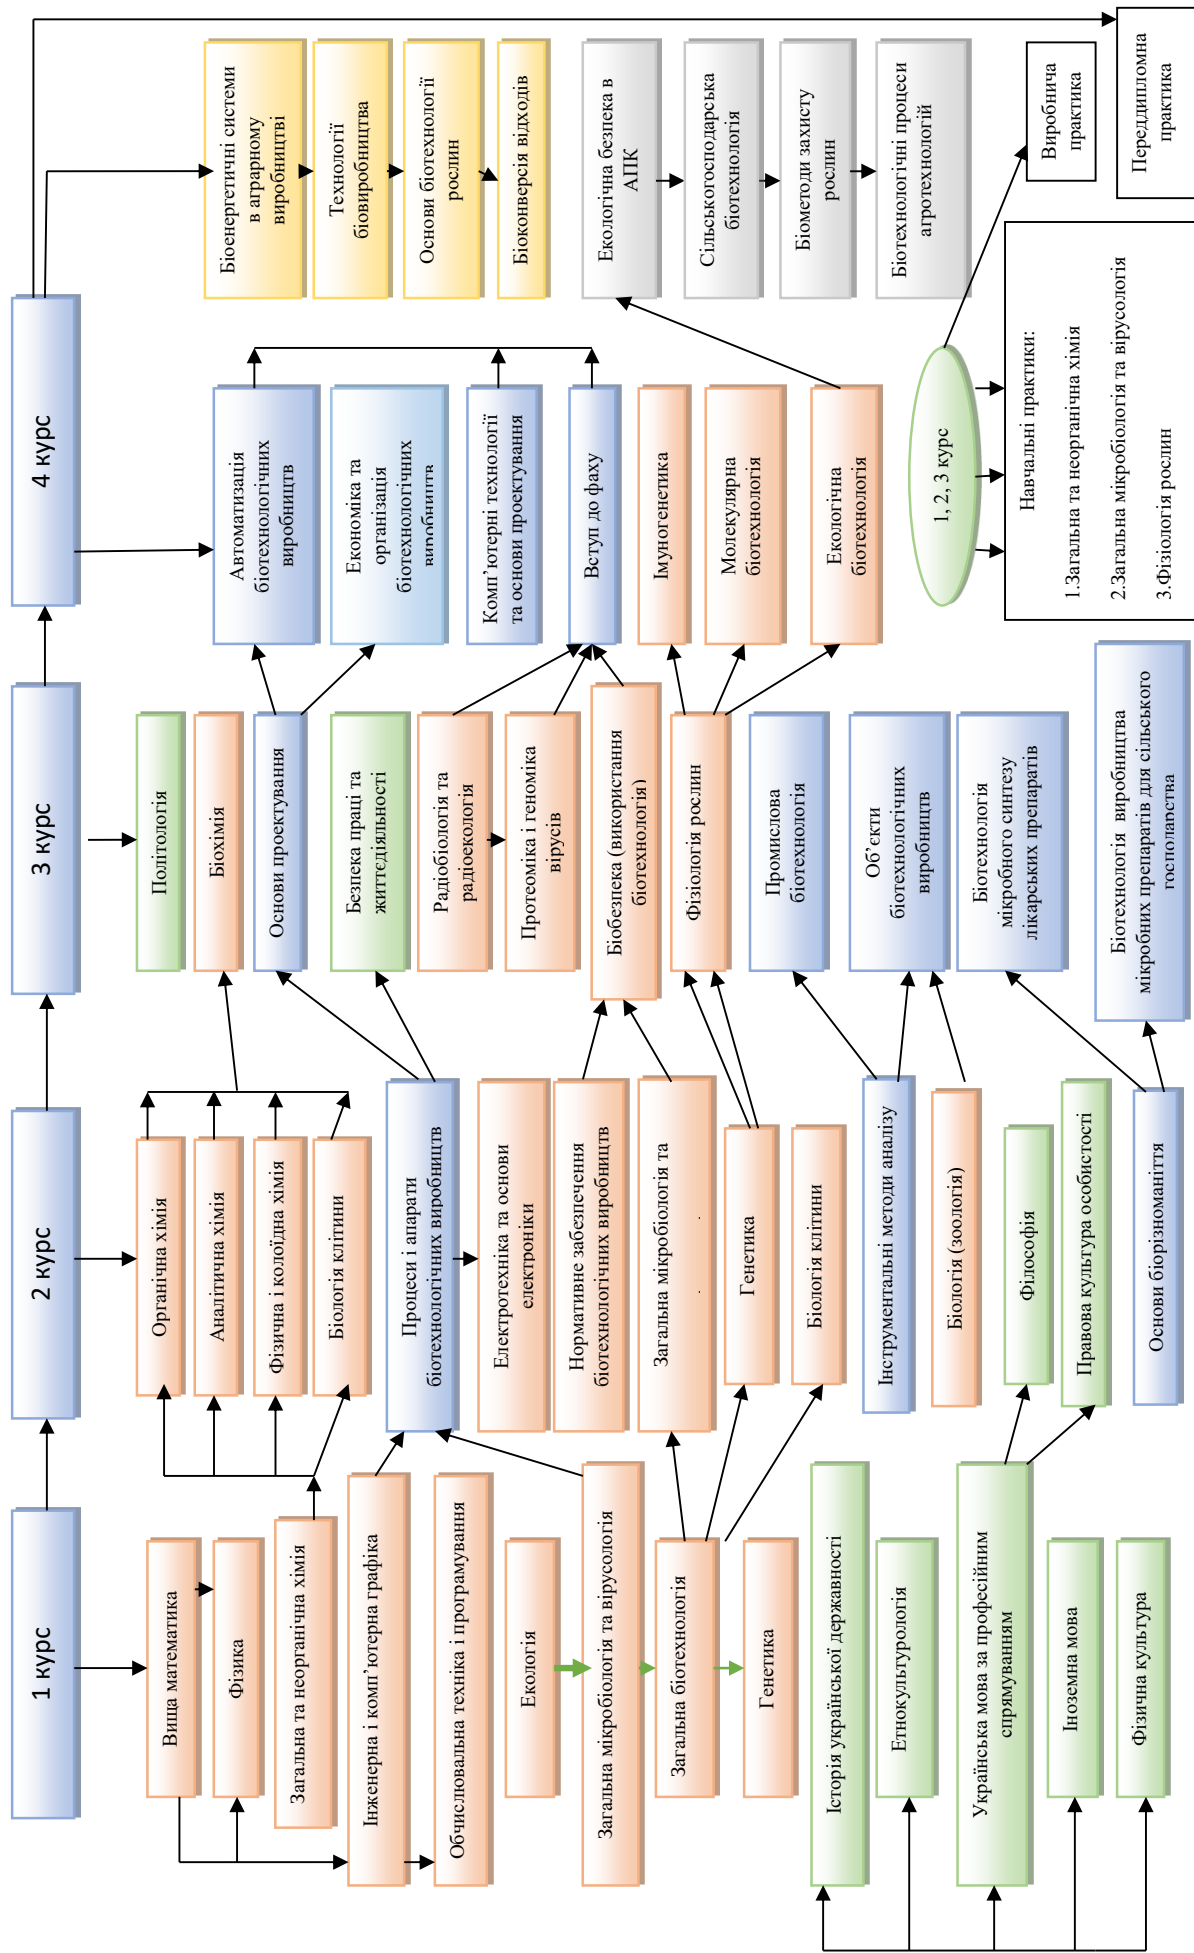 1 курс
2 курс
3 курс
4 курс
Вища математика
Фізика
Загальна та неорганічна хімія
Інженерна і комп’ютерна графіка
Обчислювальна техніка і програмування
Екологія
Загальна мікробіологія та вірусологія
Загальна біотехнологія
Генетика
Історія української державності
Етнокультурологія
Українська мова за професійним
спрямуванням
Іноземна мова
Фізична культура
Органічна хімія
Аналітична хімія
Фізична і колоїдна хімія
Біологія клітини
Процеси і апарати
біотехнологічних виробництв
Електротехніка та основи
електроніки
Нормативне забезпечення
біотехнологічних виробництв
Загальна мікробіологія та
Генетика
Біологія клітини
Інструментальні методи аналізу
Біологія (зоологія)
Філософія
Правова культура особистості
Основи біорізноманіття
Політологія
Біохімія
Основи проектування
Безпека праці та
життєдіяльності
Радіобіологія та
радіоекологія
Протеоміка і геноміка
вірусів
Біобезпека (використання
біотехнологія)
Фізіологія рослин
Промислова
біотехнологія
Об’єкти
біотехнологічних
виробництв
Біотехнологія
мікробного синтезу
лікарських препаратів
Біотехнологія виробництва
мікробних препаратів для сільського
господарства
Автоматизація
біотехнологічних
виробництв
Економіка та
організація
біотехнологічних
виробництв
Комп’ютерні технології
та основи проектування
Вступ до фаху
Імуногенетика
Молекулярна
біотехнологія
Екологічна
біотехнологія
1, 2, 3 курс
Навчальні практики:
1.Загальна та неорганічна хімія
2.Загальна мікробіологія та вірусологія
3.Фізіологія рослин
Біоенергетичні системи
в аграрному
виробництві
Технології
біовиробництва
Основи біотехнології
рослин
Біоконверсія відходів
Екологічна безпека в
АПК
Сільськогосподарська
біотехнологія
Біометоди захисту
рослин
Біотехнологічні процеси
агротехнологій
Виробнича
практика
Переддипломна
практика